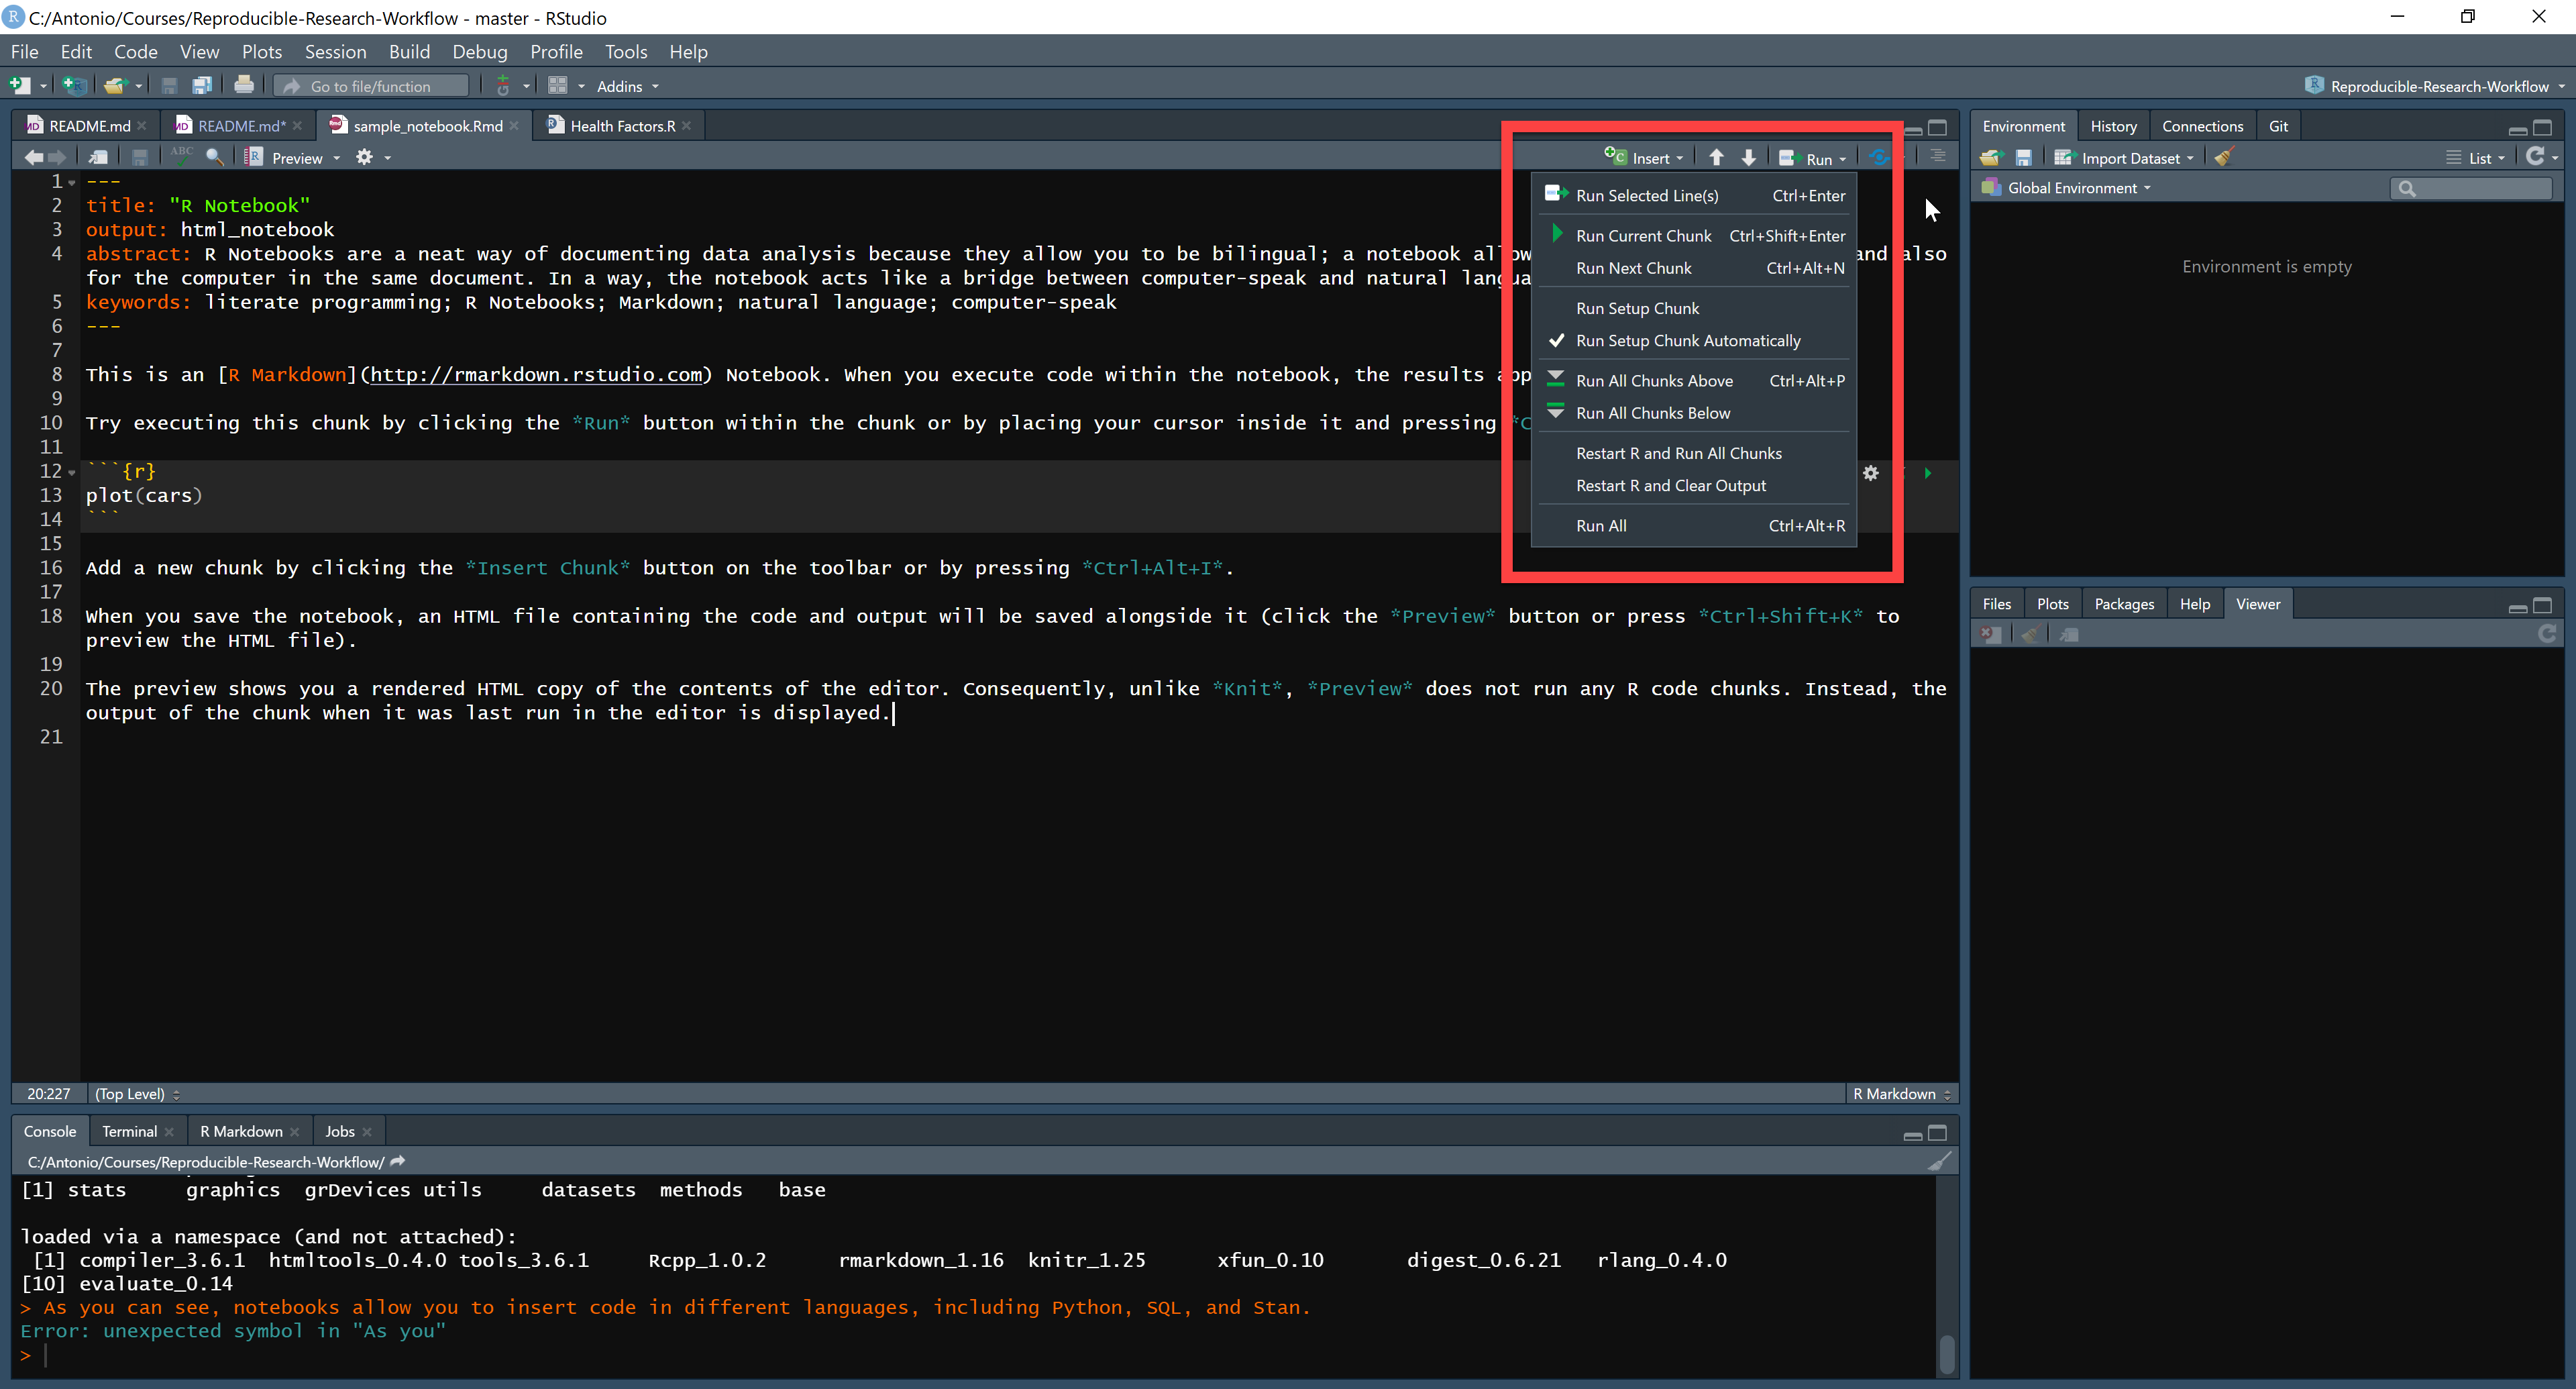 C:/Antonio/Courses/Reproducible-Research-Workflow - master - RStudio
File Edit Code View Plots Session Build Debug Profile Tools Help
Go to file/function Addins Reproducible-Research-Workflow
README.md README.md* sample_notebook.Rmd Health Factors.R
ABC Preview Insert Run
1 ---
2 title: "R Notebook"
3 output: html_notebook
4 abstract: R Notebooks are a neat way of documenting data analysis because they allow you to be bilingual; a notebook allow and also
for the computer in the same document. In a way, the notebook acts like a bridge between computer-speak and natural langua
5 keywords: literate programming; R Notebooks; Markdown; natural language; computer-speak
6 ---
7
8 This is an [R Markdown](http://rmarkdown.rstudio.com) Notebook. When you execute code within the notebook, the results app
9
10 Try executing this chunk by clicking the *Run* button within the chunk or by placing your cursor inside it and pressing *C
11
12 ```{r}
13 plot(cars)
14 ```
15
16 Add a new chunk by clicking the *Insert Chunk* button on the toolbar or by pressing *Ctrl+Alt+I*.
17
18 When you save the notebook, an HTML file containing the code and output will be saved alongside it (click the *Preview* button or press *Ctrl+Shift+K* to
preview the HTML file).
19
20 The preview shows you a rendered HTML copy of the contents of the editor. Consequently, unlike *Knit*, *Preview* does not run any R code chunks. Instead, the
output of the chunk when it was last run in the editor is displayed.
21
Run Selected Line(s) Ctrl+Enter
Run Current Chunk Ctrl+Shift+Enter
Run Next Chunk Ctrl+Alt+N
Run Setup Chunk
Run Setup Chunk Automatically
Run All Chunks Above Ctrl+Alt+P
Run All Chunks Below
Restart R and Run All Chunks
Restart R and Clear Output
Run All Ctrl+Alt+R
20:227 (Top Level) R Markdown
Console Terminal R Markdown Jobs
C:/Antonio/Courses/Reproducible-Research-Workflow/
[1] stats graphics grDevices utils datasets methods base
loaded via a namespace (and not attached):
[1] compiler_3.6.1 htmltools_0.4.0 tools_3.6.1 Rcpp_1.0.2 rmarkdown_1.16 knitr_1.25 xfun_0.10 digest_0.6.21 rlang_0.4.0
[10] evaluate_0.14
> As you can see, notebooks allow you to insert code in different languages, including Python, SQL, and Stan.
Error: unexpected symbol in "As you"
>
Environment History Connections Git
Import Dataset List
Global Environment
Environment is empty
Files Plots Packages Help Viewer